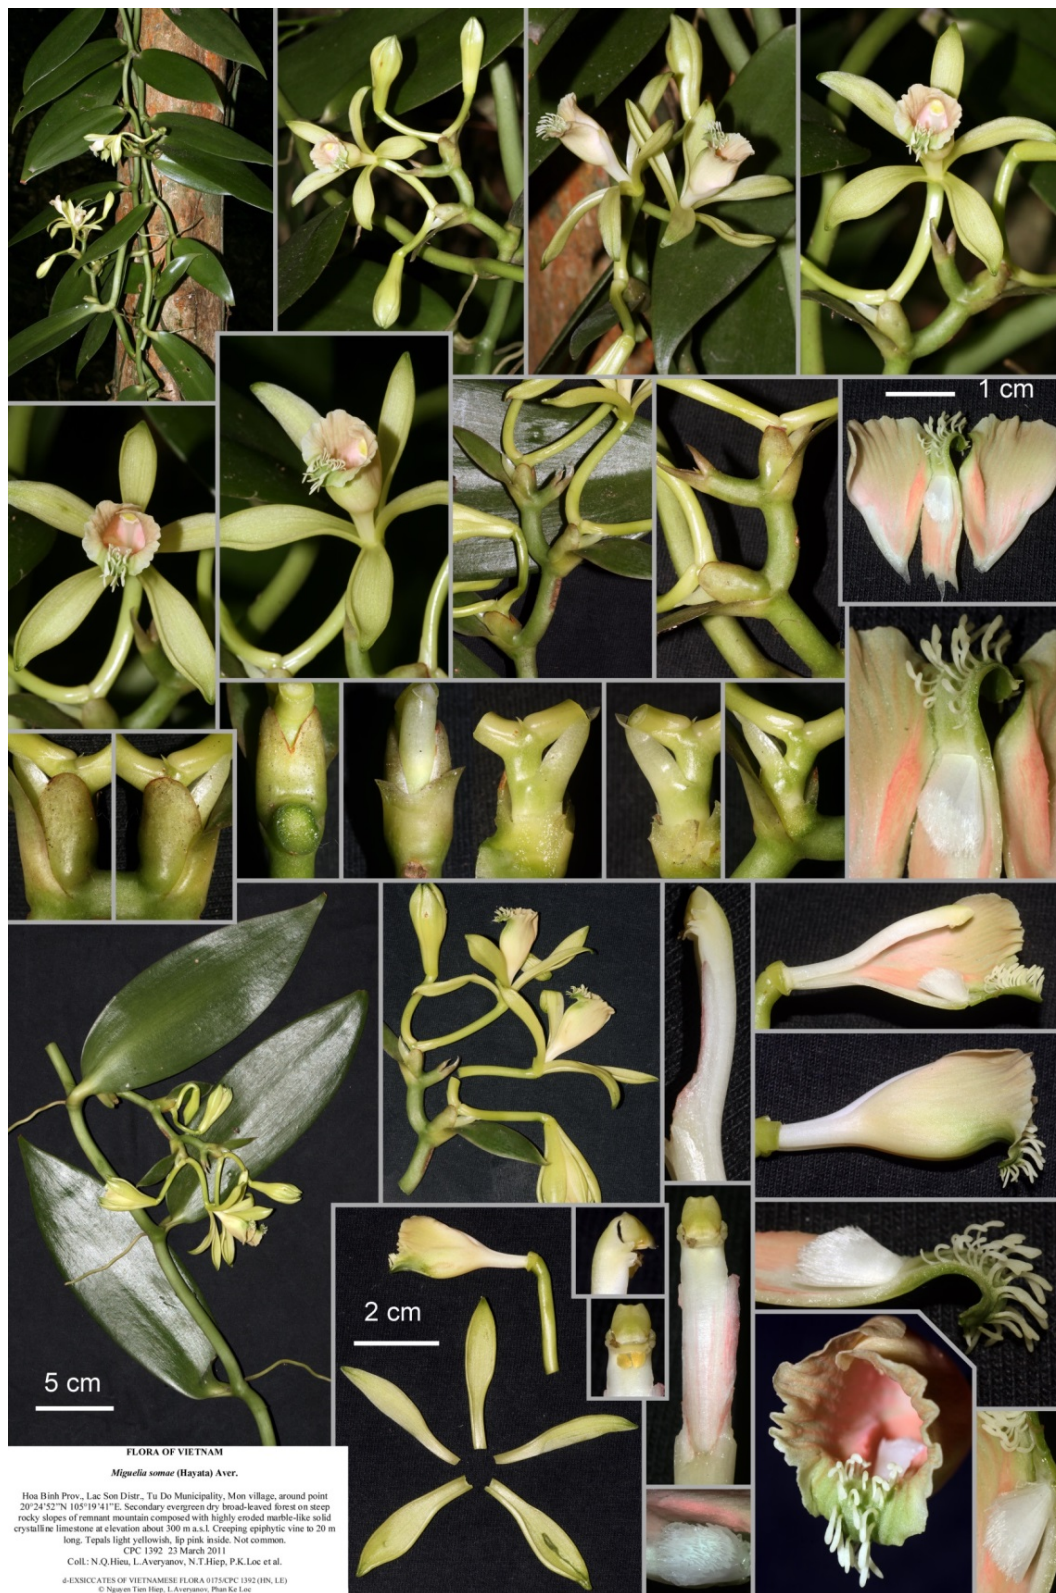 1 cm
2 cm
5 cm
FLORA OF VIETNAM
Miguelia somae (Hayata) Aver.
Hoa Binh Prov., Lac Son Distr., Tu Do Municipality, Mon village, around point
20°24'52"N 105°19'41"E. Secondary evergreen dry broad-leaved forest on steep
rocky slopes of remnant mountain composed with highly eroded marble-like solid
crystalline limestone at elevation about 300 m a.s.l. Creeping epiphytic vine to 20 m
long. Tepals light yellowish, lip pink inside. Not common.
CPC 1392 23 March 2011
Coll.: N.Q.Hieu, L.Averyanov, N.T.Hiep, P.K.Loc et al.
d-EXSICCATES OF VIETNAMESE FLORA 0175/CPC 1392 (HN, LE)
© Nguyen Tien Hiep, L.Averyanov, Phan Ke Loc